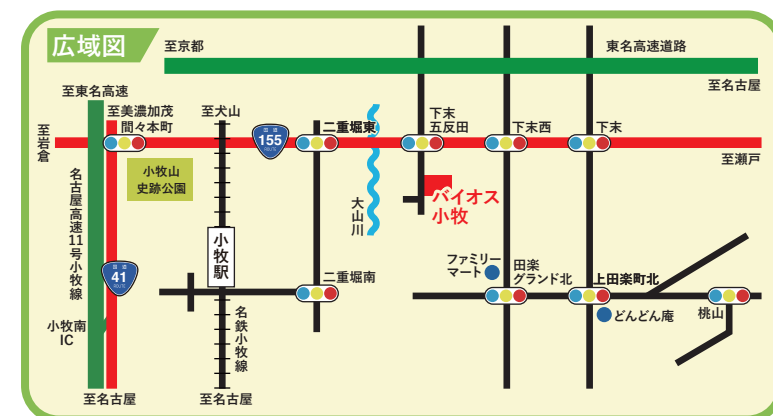 広域図
至京都
東名高速道路
至名古屋
至東名高速
至美濃加茂
間々本町
至犬山
至岩倉
国道
155
ROUTE
二重堀東
下末
五反田
下末西
下末
至瀬戸
小牧山
史跡公園
大山川
バイオス
小牧
名古屋高速11号小牧線
小牧駅
国道
41
ROUTE
ファミリー
マート
田楽
グランド北
上田楽町北
二重堀南
どんどん庵
桃山
小牧南
IC
名鉄小牧線
至名古屋
至名古屋